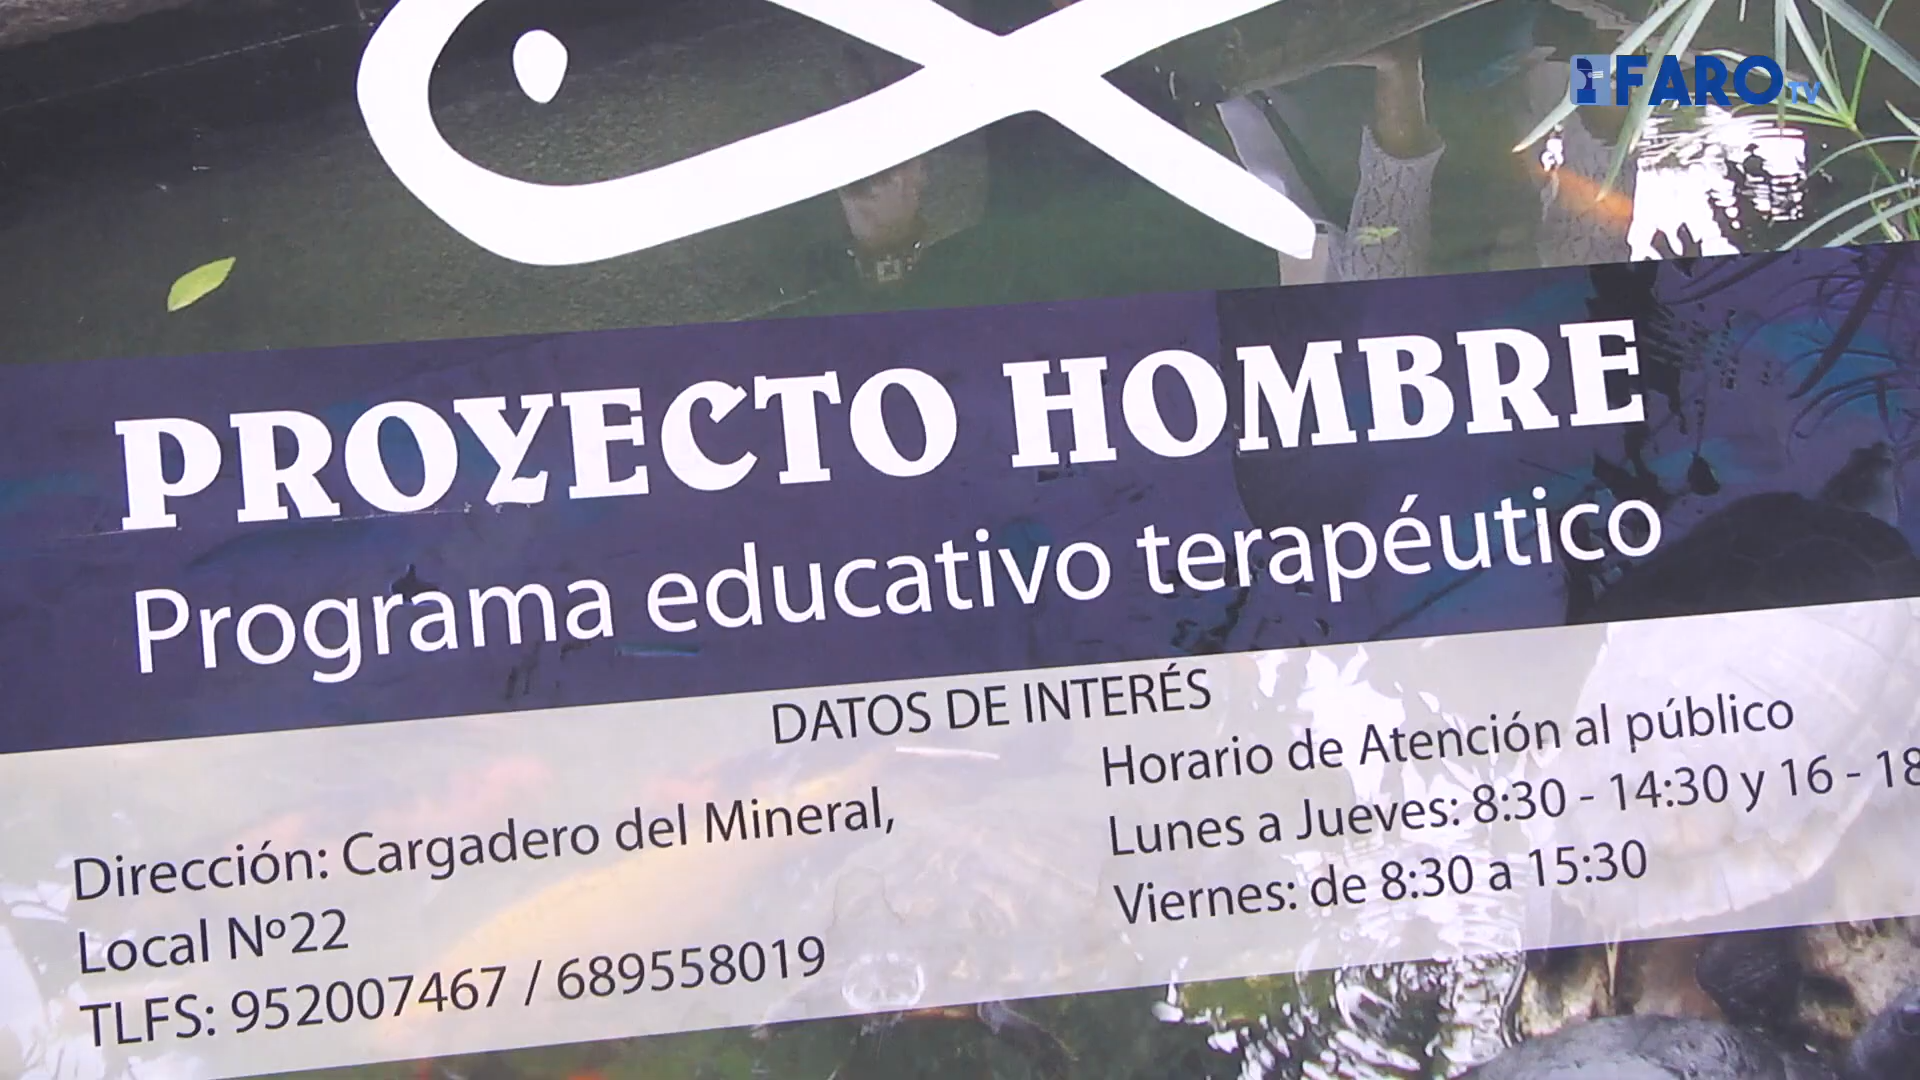 FARO TV
PROYECTO HOMBRE
Programa educativo terapéutico
DATOS DE INTERÉS
Dirección: Cargadero del Mineral,
Local Nº22
TLFS: 952007467 / 689558019
Horario de Atención al público
Lunes a Jueves: 8:30 - 14:30 y 16 - 18
Viernes: de 8:30 a 15:30